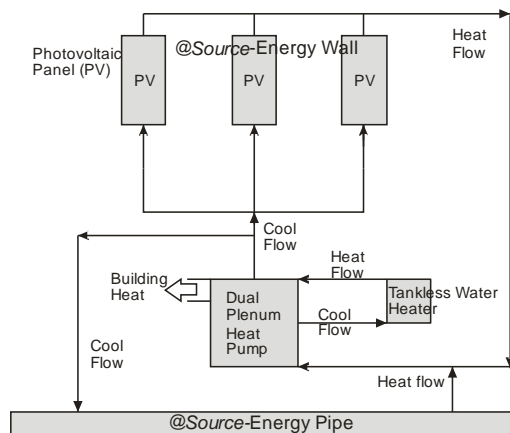 @Source-Energy Wall
Photovoltaic
Panel (PV)
Heat
Flow
PV
PV
PV
Cool
Flow
Heat
Flow
Building
Heat
Dual
Plenum
Heat
Pump
Tankless Water
Heater
Cool
Flow
Cool
Flow
Heat flow
@Source-Energy Pipe